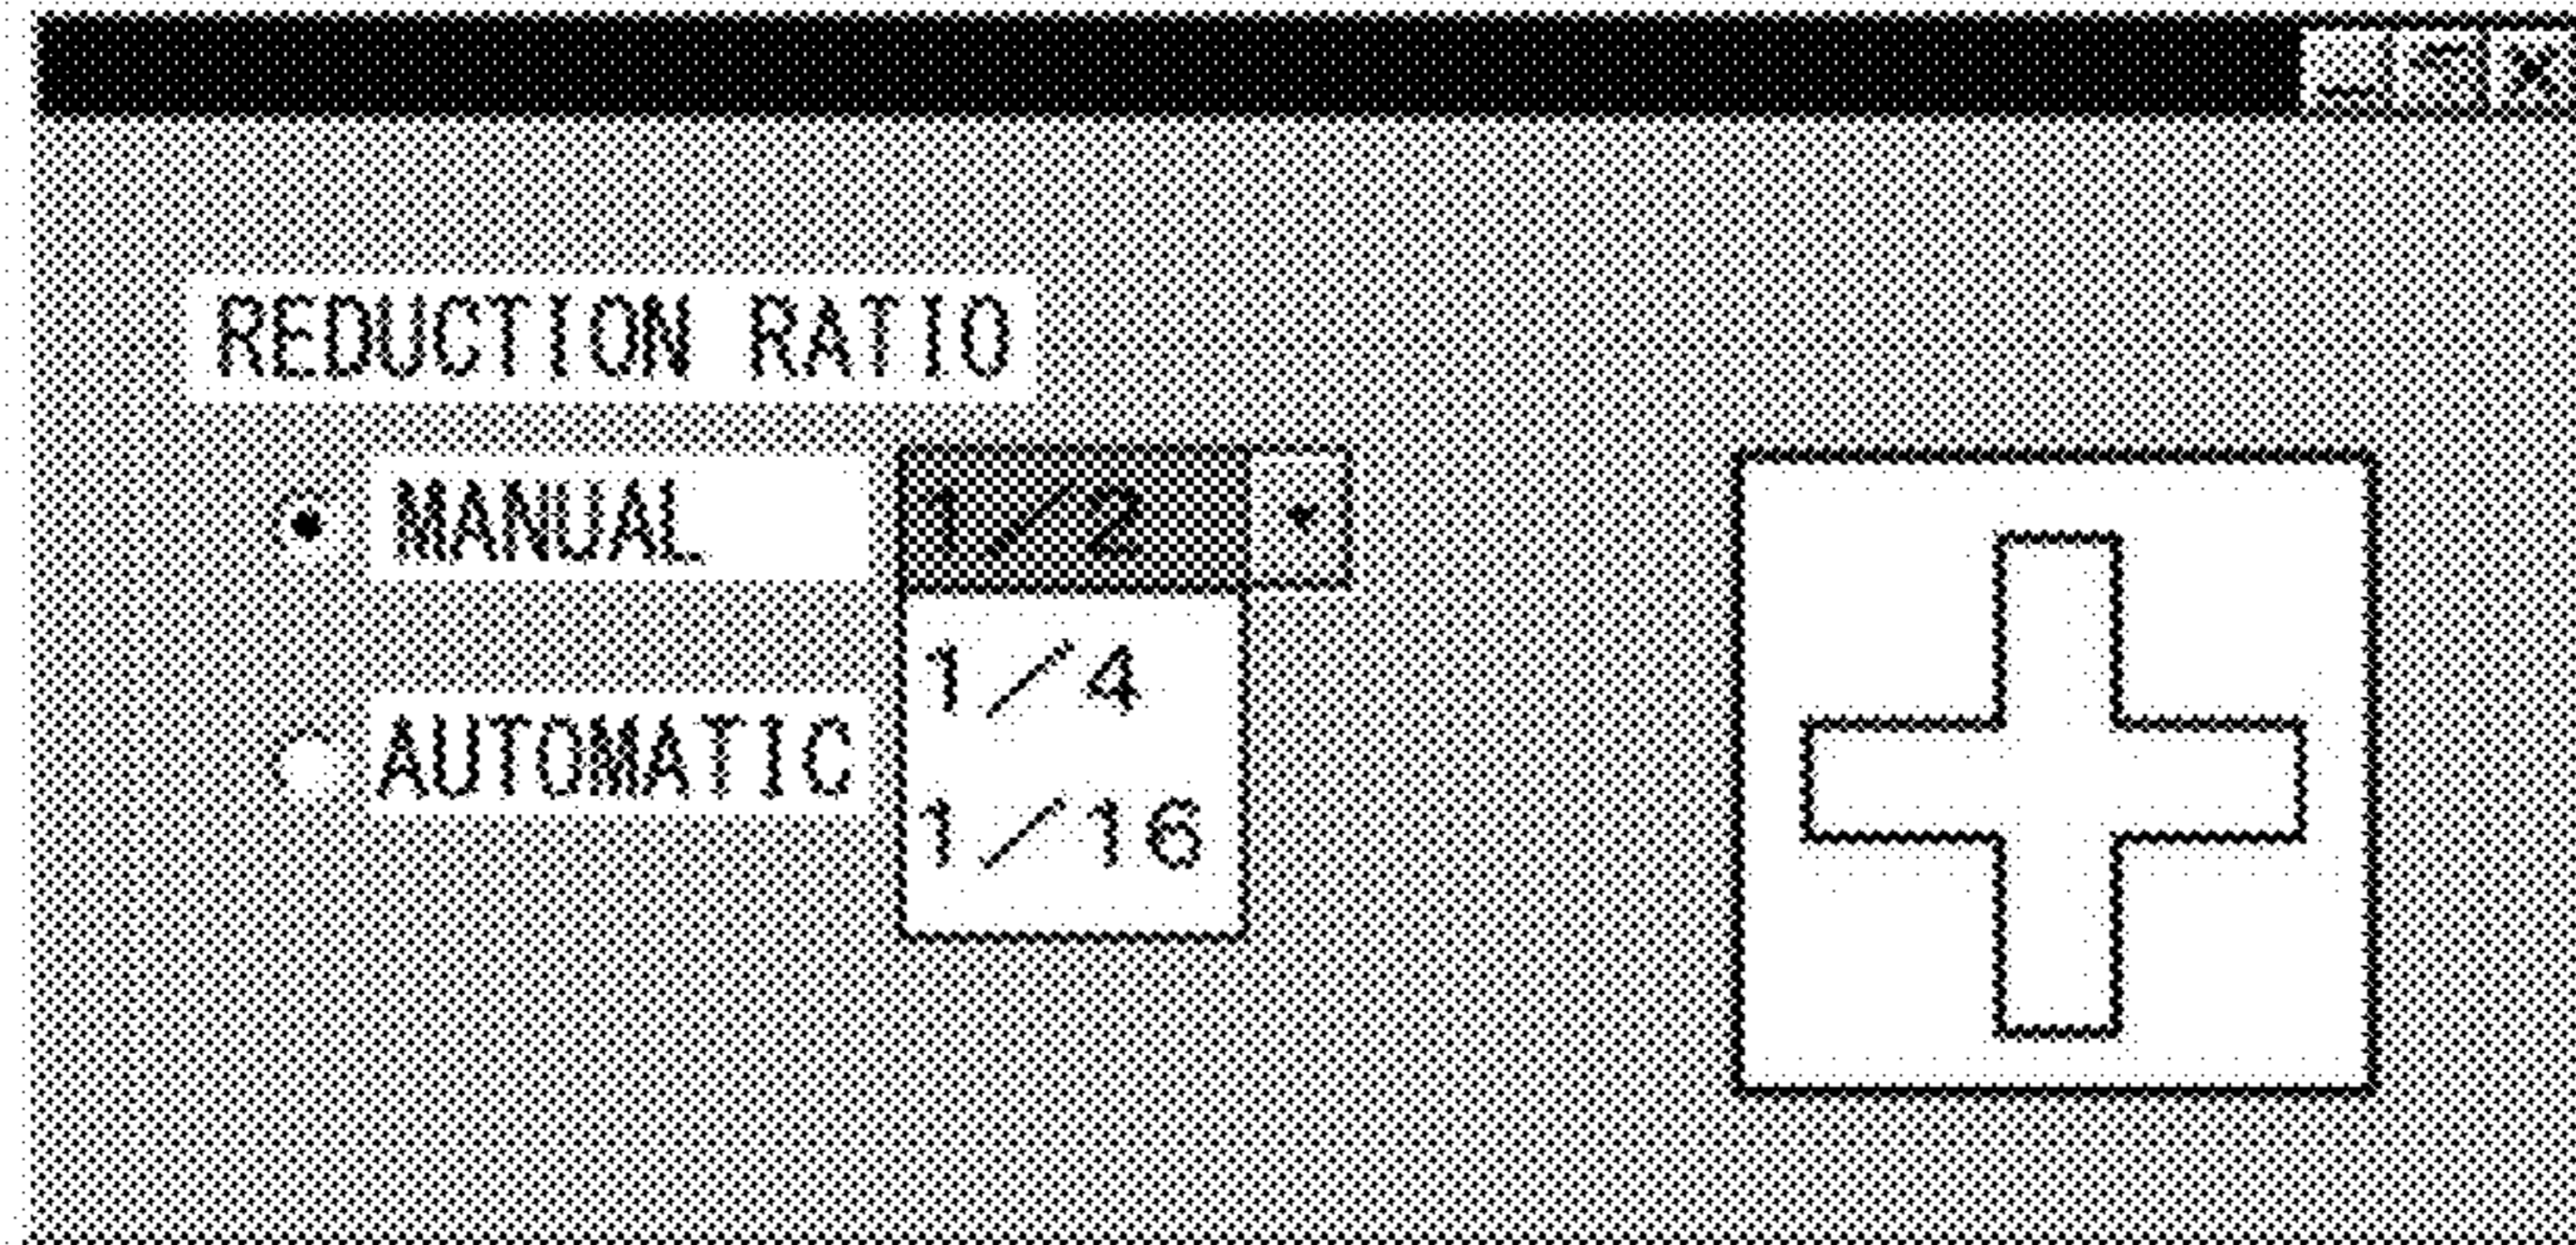 REDUCTION RATIO
MANUAL 1/2
1/4
AUTOMATIC
1/16